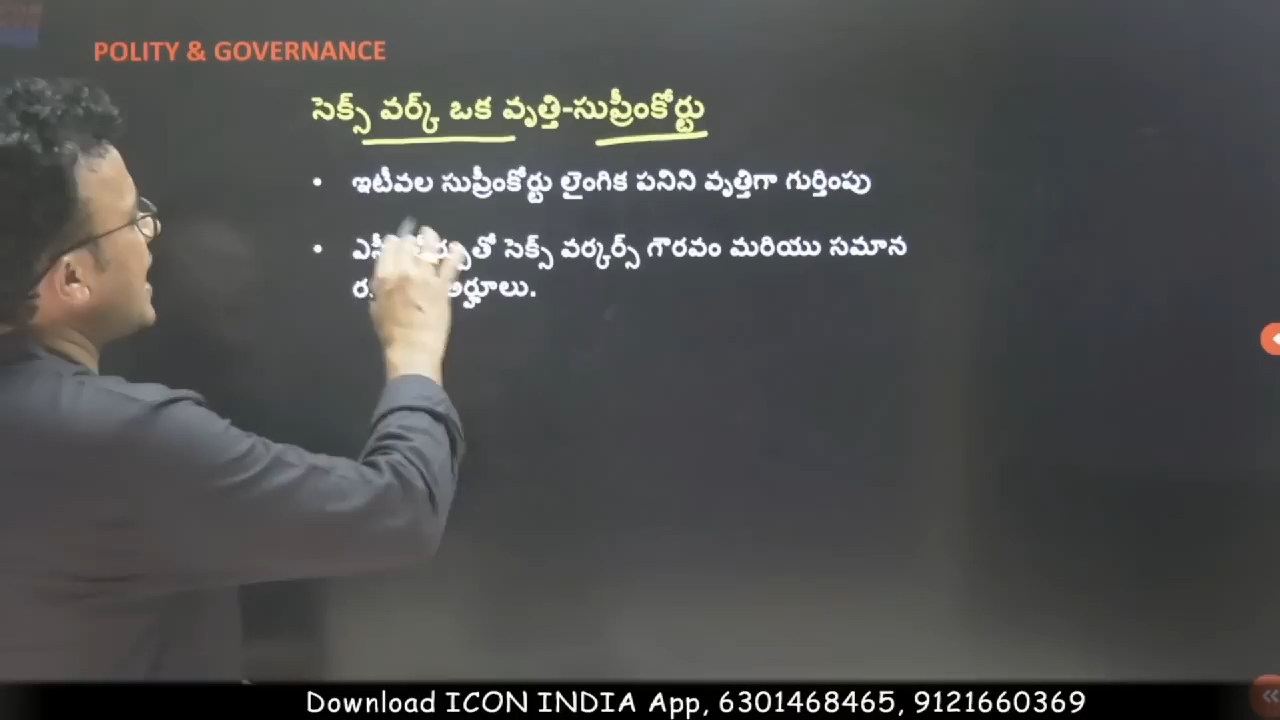 POLITY & GOVERNANCE
సెక్స్ వర్క్ ఒక వృత్తి-సుప్రీంకోర్టు
• ఇటీవల సుప్రీంకోర్టు లైంగిక పనిని వృత్తిగా గుర్తింపు
• సెక్స్ వర్కర్స్ గౌరవం మరియు సమాన
అర్హులు.
Download ICON INDIA App, 6301468465, 9121660369